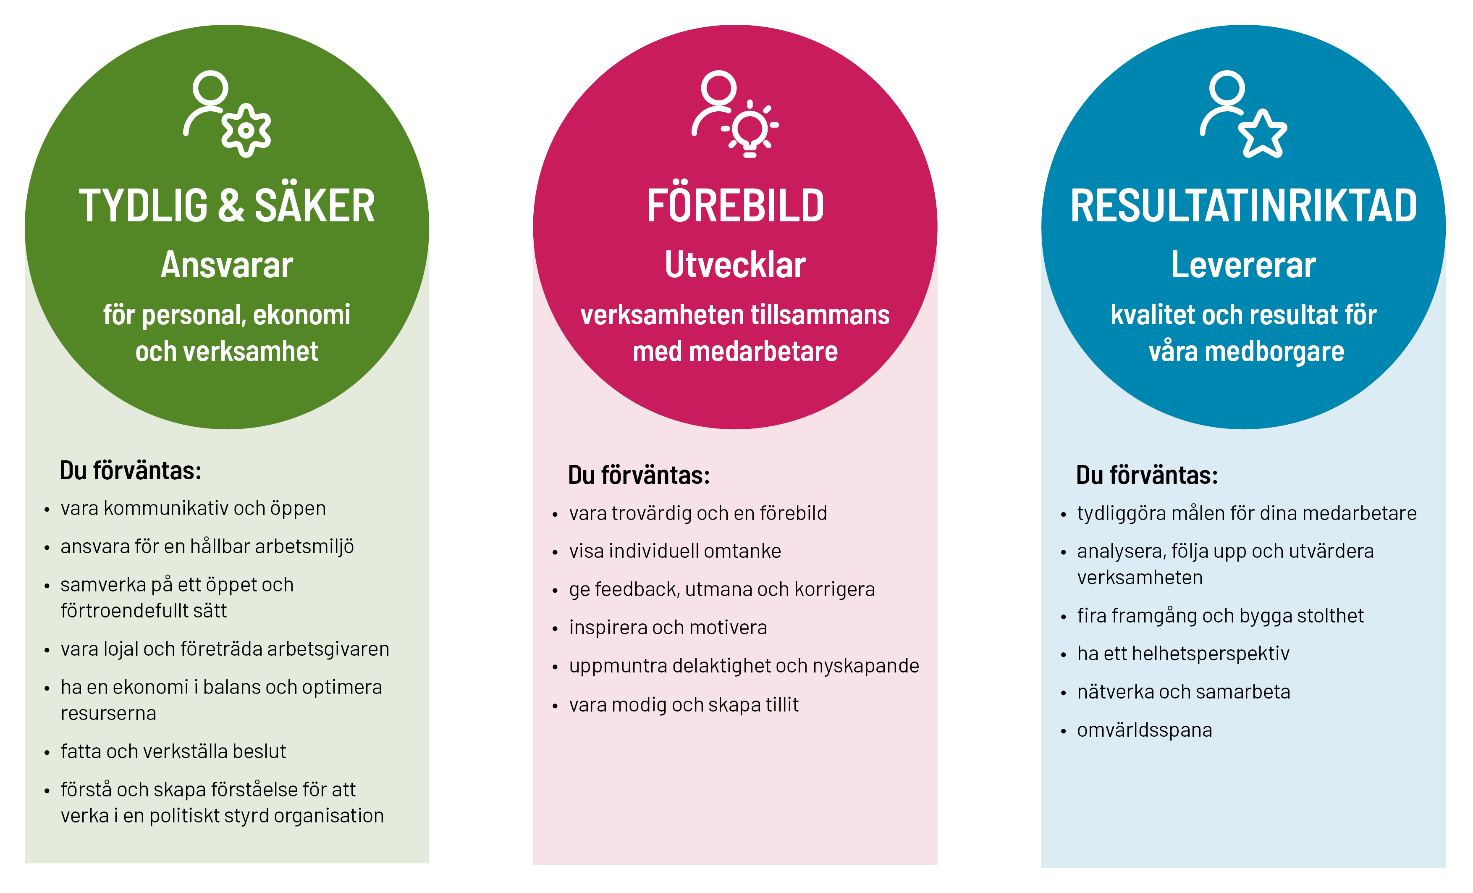 TYDLIG & SÄKER
Ansvarar
för personal, ekonomi
och verksamhet
Du förväntas:
• vara kommunikativ och öppen
• ansvara för en hållbar arbetsmiljö
• samverka på ett öppet och
förtroendefullt sätt
• vara lojal och företräda arbetsgivaren
• ha en ekonomi i balans och optimera
resurserna
• fatta och verkställa beslut
• förstå och skapa förståelse för att
verka i en politiskt styrd organisation
FÖREBILD
Utvecklar
verksamheten tillsammans
med medarbetare
Du förväntas:
• vara trovärdig och en förebild
• visa individuell omtanke
• ge feedback, utmana och korrigera
• inspirera och motivera
• uppmuntra delaktighet och nyskapande
• vara modig och skapa tillit
RESULTATINRIKTAD
Levererar
kvalitet och resultat för
våra medborgare
Du förväntas:
• tydliggöra målen för dina medarbetare
• analysera, följa upp och utvärdera
verksamheten
• fira framgång och bygga stolthet
• ha ett helhetsperspektiv
• nätverka och samarbeta
• omvärldsspana